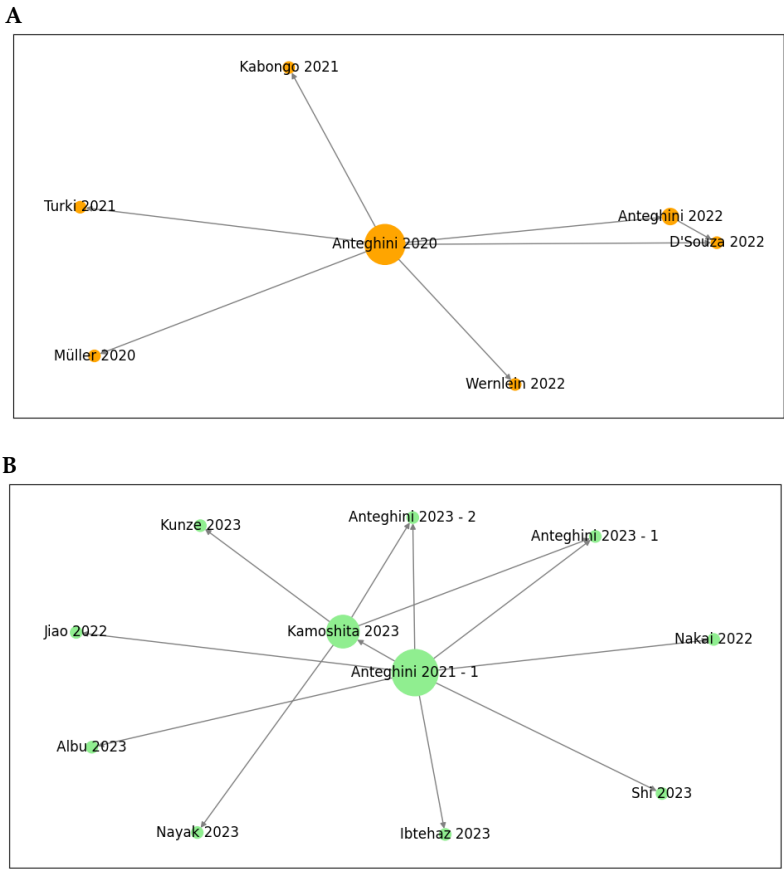 A
Kabongo 2021
Turki 2021
Anteghini 2022
Anteghini 2020
D'Souza 2022
Müller 2020
Wernlein 2022
B
Anteghini 2023 - 2
Kunze 2023
Anteghini 2023 - 1
Jiao 2022
Kamoshita 2023
Nakai 2022
Anteghini 2021 - 1
Albu 2023
Shi 2023
Nayak 2023
Ibtehaz 2023